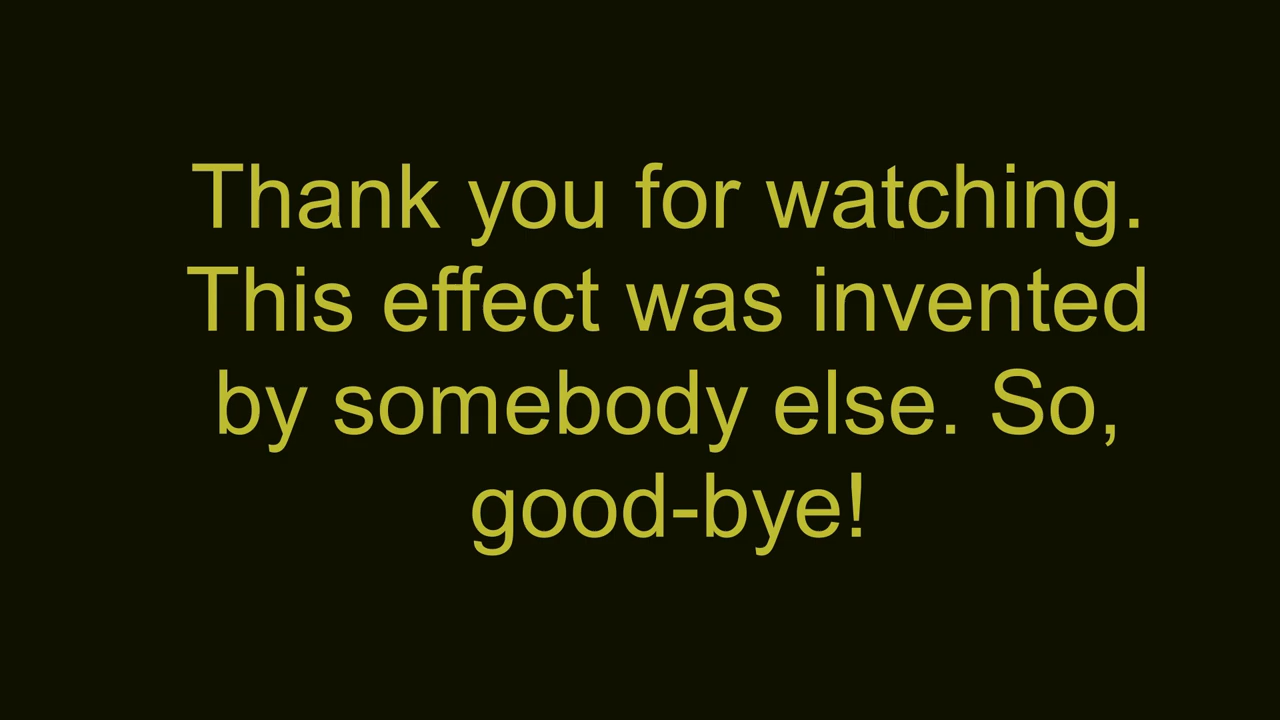 Thank you for watching.
This effect was invented
by somebody else. So,
good-bye!